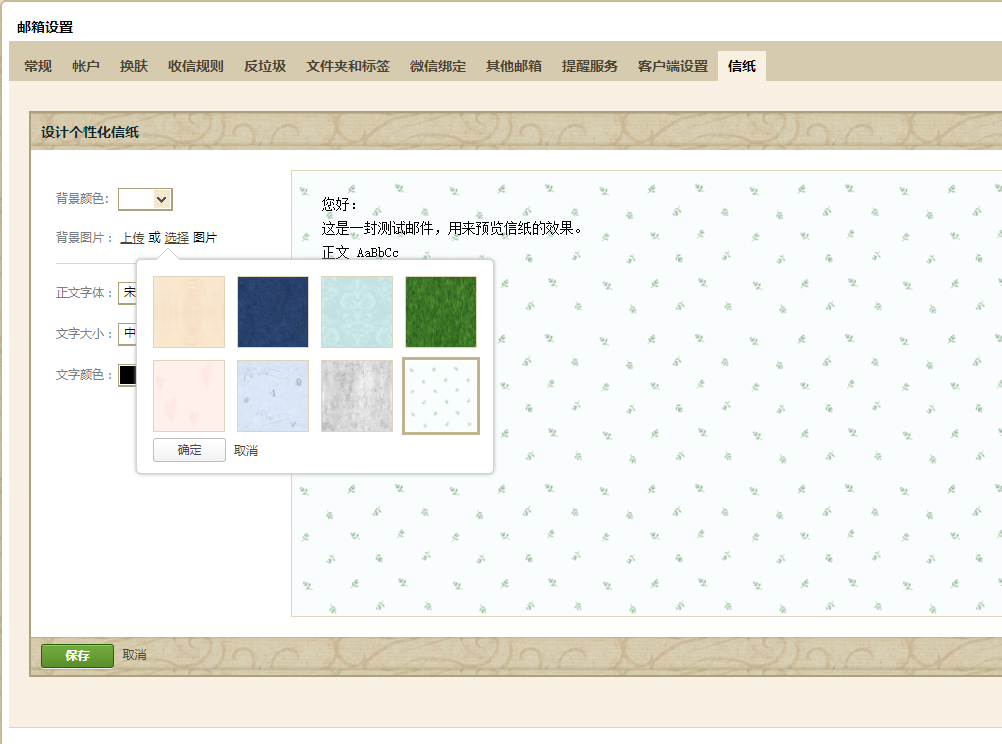 邮箱设置
常规 帐户 换肤 收信规则 反垃圾 文件夹和标签 微信绑定 其他邮箱 提醒服务 客户端设置 信纸
设计个性化信纸
背景颜色：
背景图片： 上传 或 选择 图片
您好：
这是一封测试邮件，用来预览信纸的效果。
正文 AaBbCc
正文字体： 宋
文字大小： 中
文字颜色：
确定 取消
保存 取消